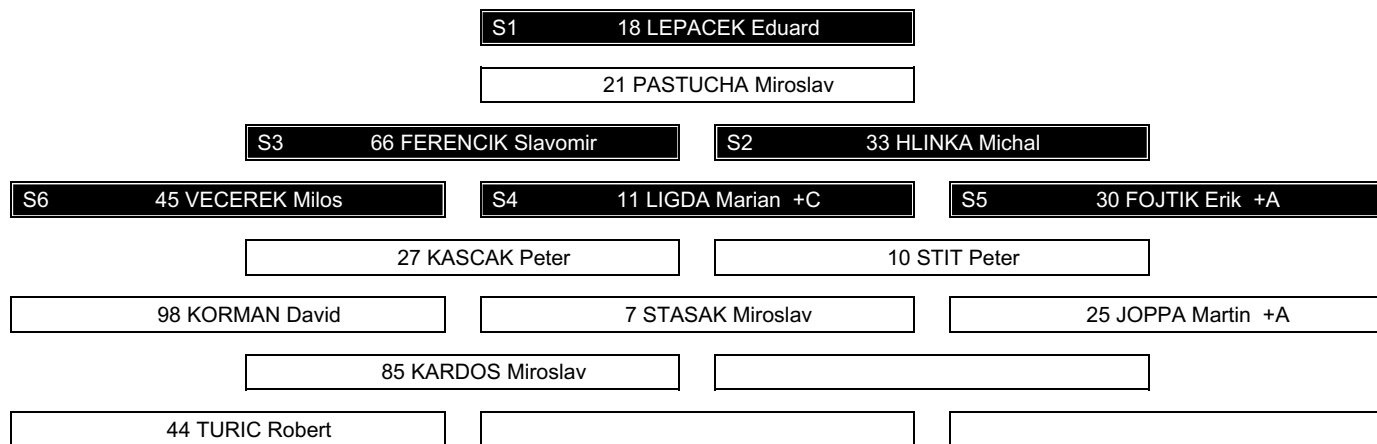 S1 18 LEPACEK Eduard
21 PASTUCHA Miroslav
S3 66 FERENCIK Slavomir S2 33 HLINKA Michal
S6 45 VECEREK Milos S4 11 LIGDA Marian +C S5 30 FOJTIK Erik +A
27 KASCAK Peter 10 STIT Peter
98 KORMAN David 7 STASAK Miroslav 25 JOPPA Martin +A
85 KARDOS Miroslav
44 TURIC Robert